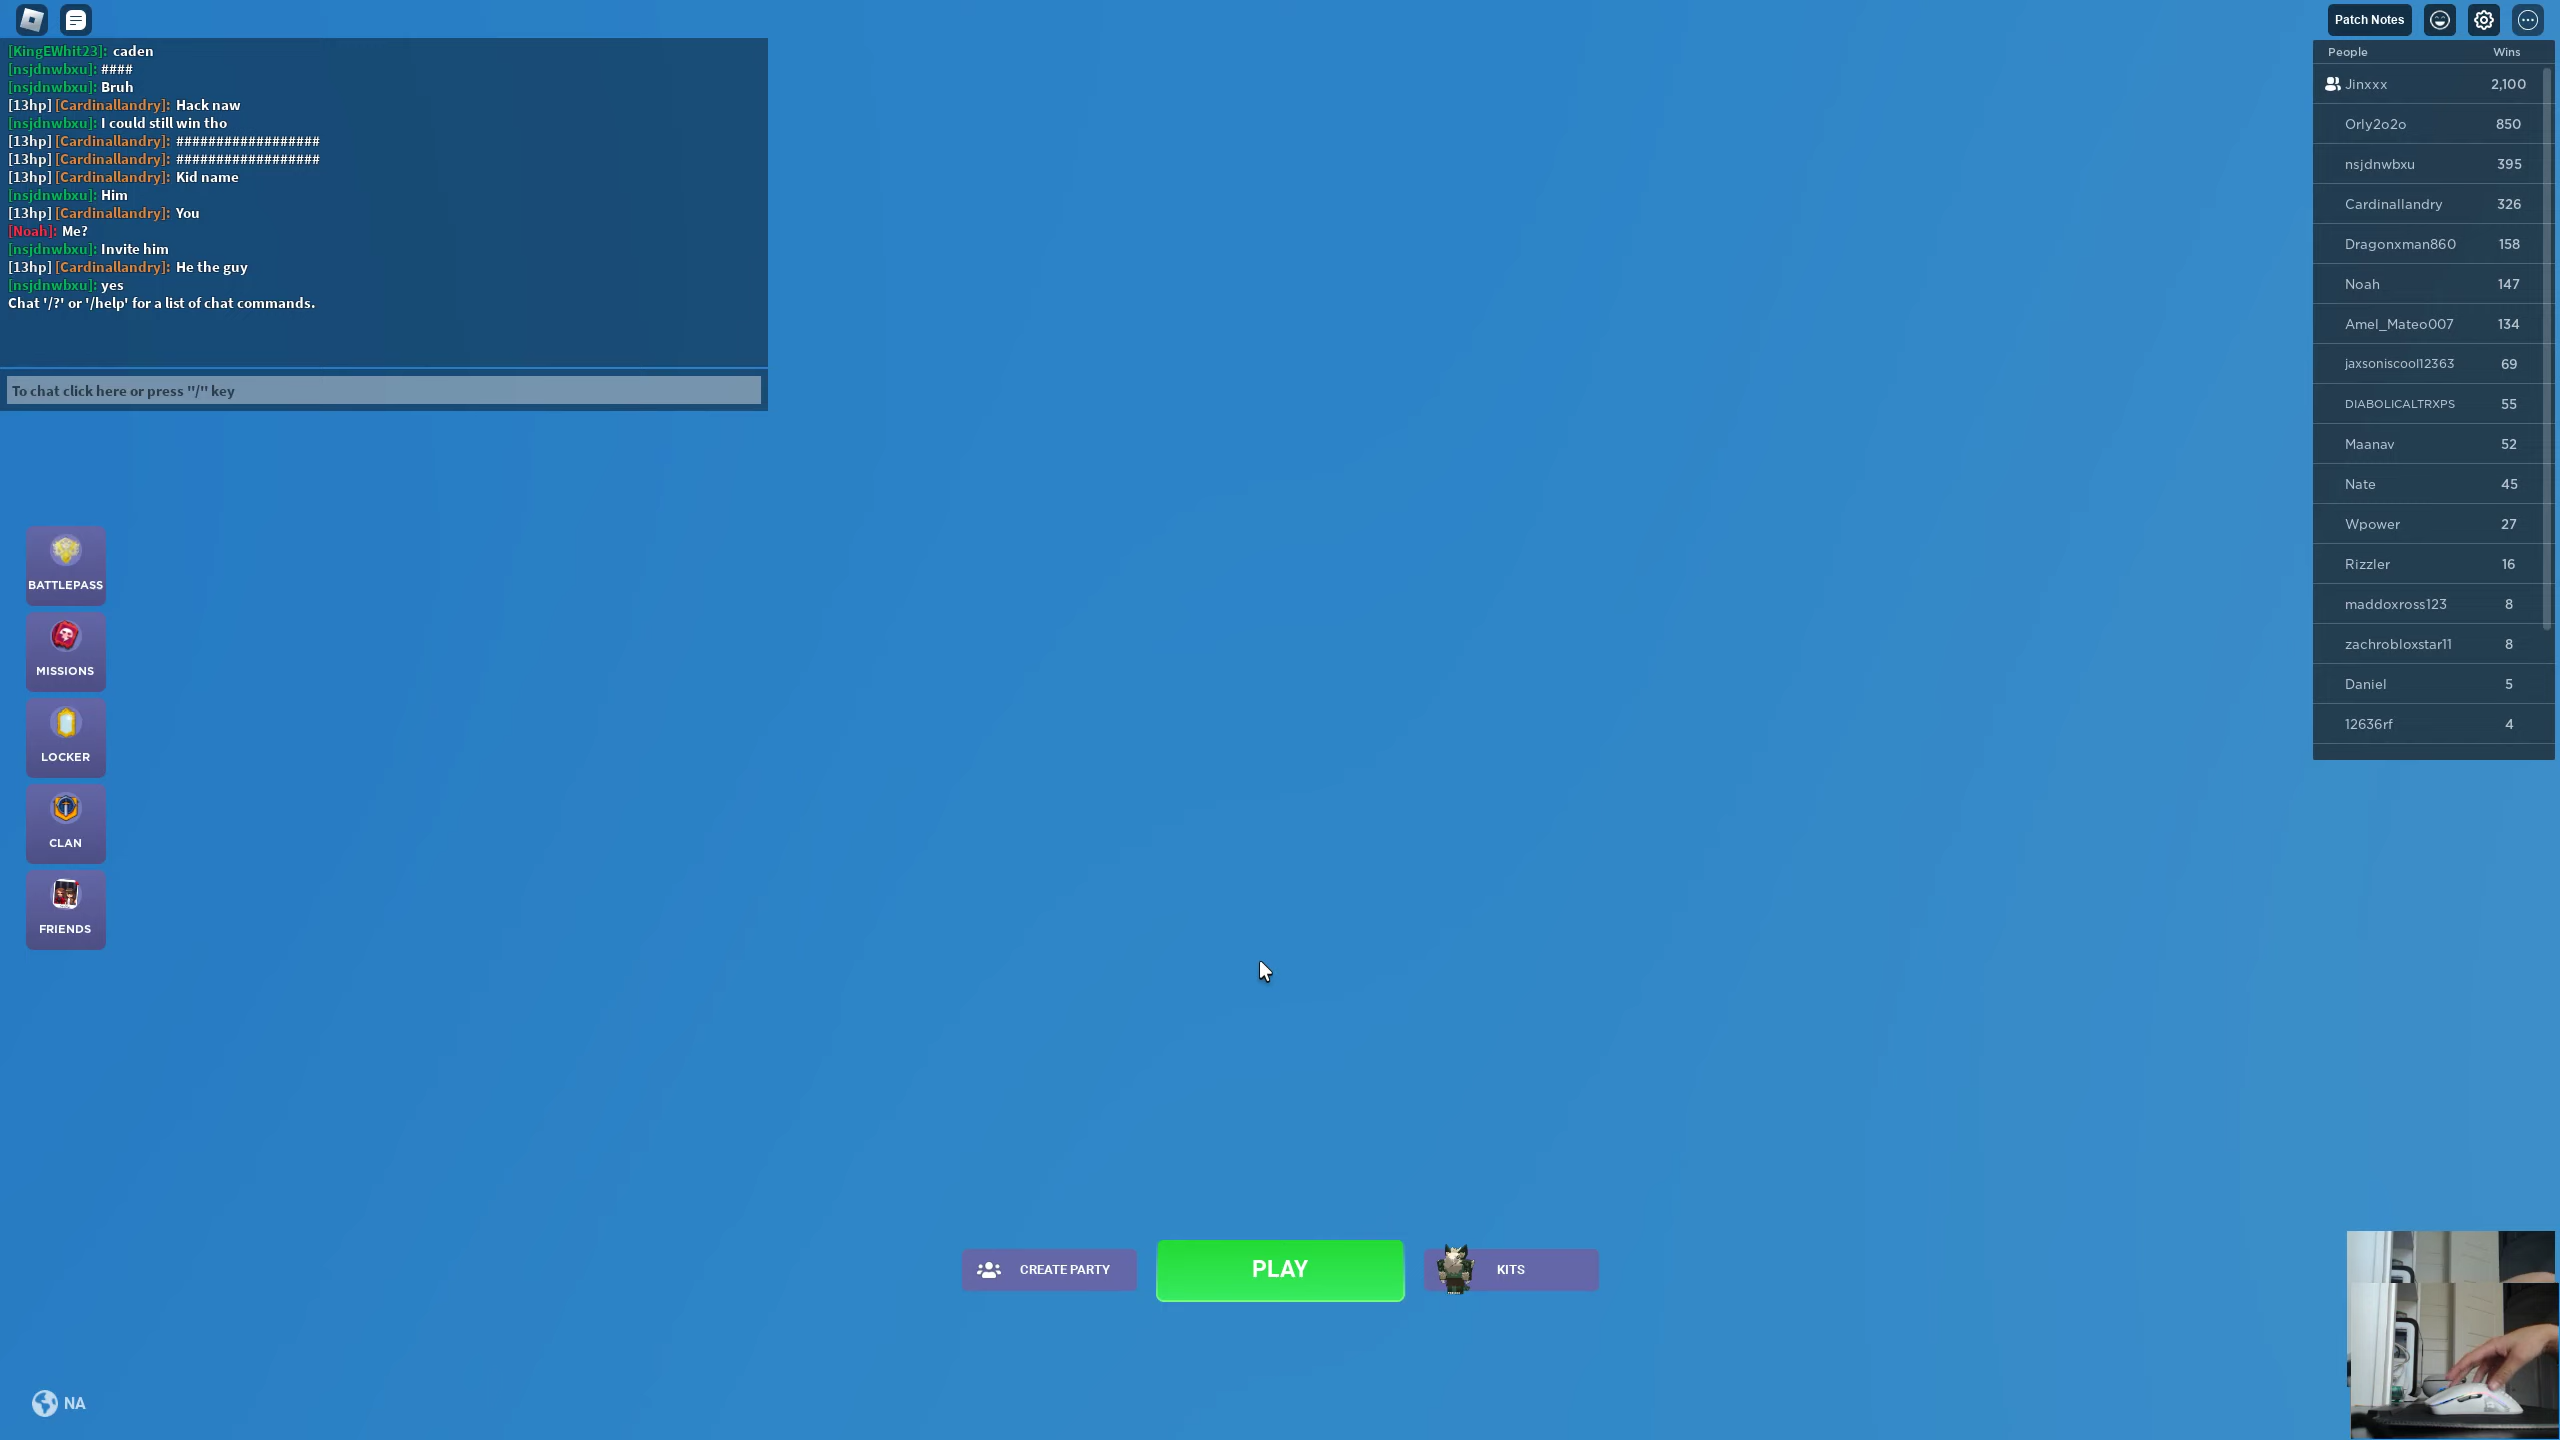 Patch Notes
[KingEWhit23]: caden
[nsjdnwbxu]: ####
[nsjdnwbxu]: Bruh
[13hp] [Cardinallandry]: Hack naw
[nsjdnwbxu]: I could still win tho
[13hp] [Cardinallandry]: ##################
[13hp] [Cardinallandry]: ##################
[13hp] [Cardinallandry]: Kid name
[nsjdnwbxu]: Him
[13hp] [Cardinallandry]: You
[Noah]: Me?
[nsjdnwbxu]: Invite him
[13hp] [Cardinallandry]: He the guy
[nsjdnwbxu]: yes
Chat '/?' or '/help' for a list of chat commands.
To chat click here or press "/" key
People Wins
Jinxxx 2,100
Orly2o2o 850
nsjdnwbxu 395
Cardinallandry 326
Dragonxman860 158
Noah 147
Amel_Mateo007 134
jaxsoniscool12363 69
DIABOLICALTRXPS 55
Maanav 52
Nate 45
Wpower 27
Rizzler 16
maddoxross123 8
zachrobloxstar11 8
Daniel 5
12636rf 4
BATTLEPASS
MISSIONS
LOCKER
CLAN
FRIENDS
CREATE PARTY
PLAY
KITS
NA